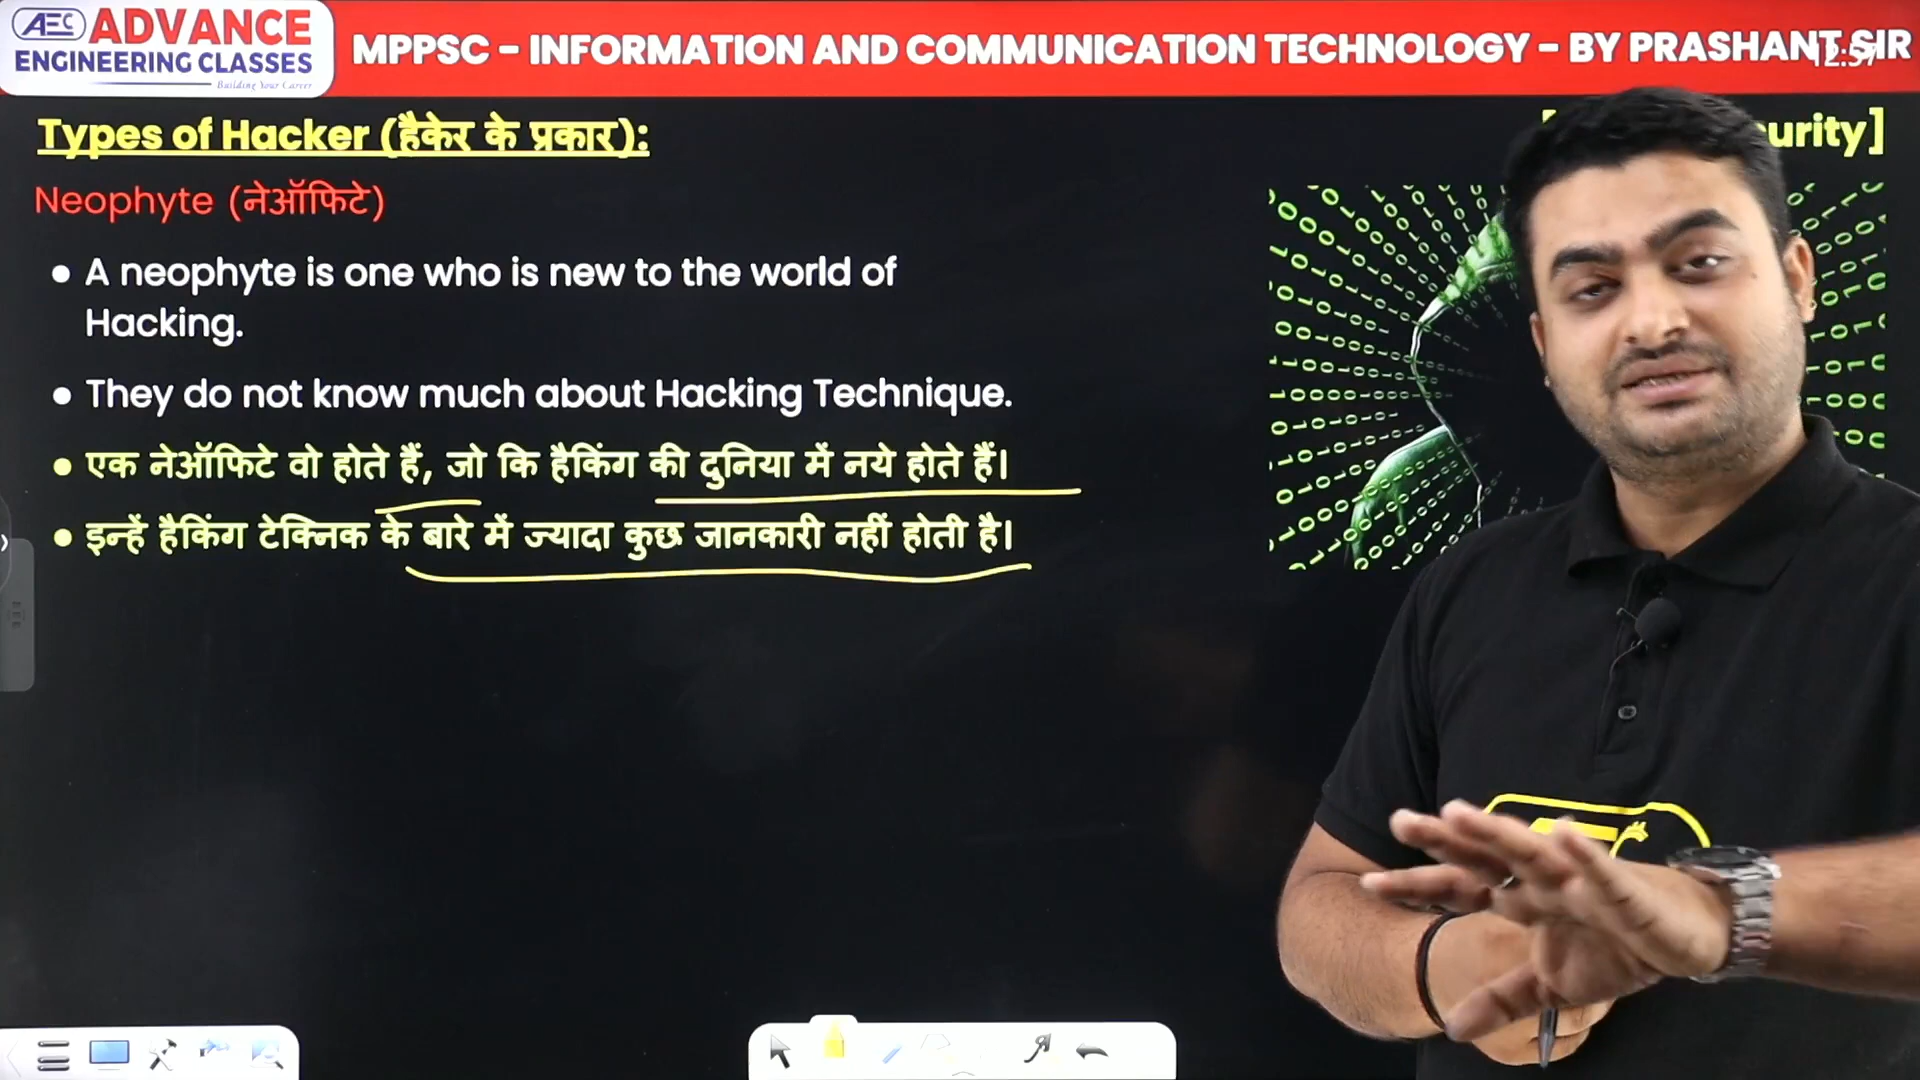 AEC ADVANCE
ENGINEERING CLASSES
Building Your Career
MPPSC - INFORMATION AND COMMUNICATION TECHNOLOGY - BY PRASHANT SIR
12:57
Types of Hacker (हैकेर के प्रकार):
Neophyte (नेऑफिटे)
• A neophyte is one who is new to the world of
Hacking.
• They do not know much about Hacking Technique.
• एक नेऑफिटे वो होते हैं, जो कि हैकिंग की दुनिया में नये होते हैं।
• इन्हें हैकिंग टेक्निक के बारे में ज्यादा कुछ जानकारी नहीं होती है।